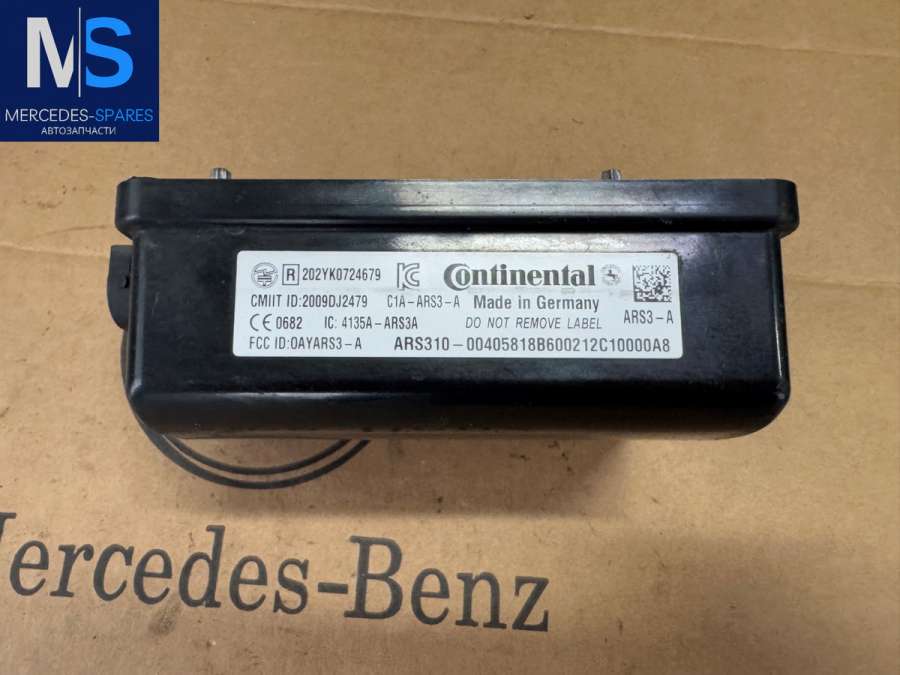 MS
MERCEDES-SPARES
АВТОЗАПЧАСТИ
R 202YK0724679
Continental
CMIIT ID:2009DJ2479 C1A-ARS3-A Made in Germany
CE 0682 IC: 4135A-ARS3A DO NOT REMOVE LABEL ARS3-A
FCC ID:OAYARS3-A ARS310-00405818B600212C10000A8
Mercedes-Benz